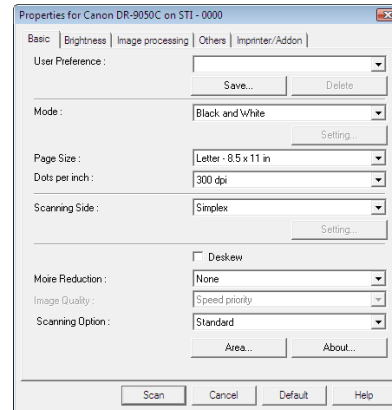 Properties for Canon DR-9050C on STI - 0000
Basic Brightness Image processing Others Imprinter/Addon
User Preference :
Save... Delete
Mode : Black and White
Setting...
Page Size : Letter - 8.5 x 11 in
Dots per inch : 300 dpi
Scanning Side : Simplex
Setting...
Deskew
Moire Reduction : None
Image Quality : Speed priority
Scanning Option : Standard
Area... About...
Scan Cancel Default Help